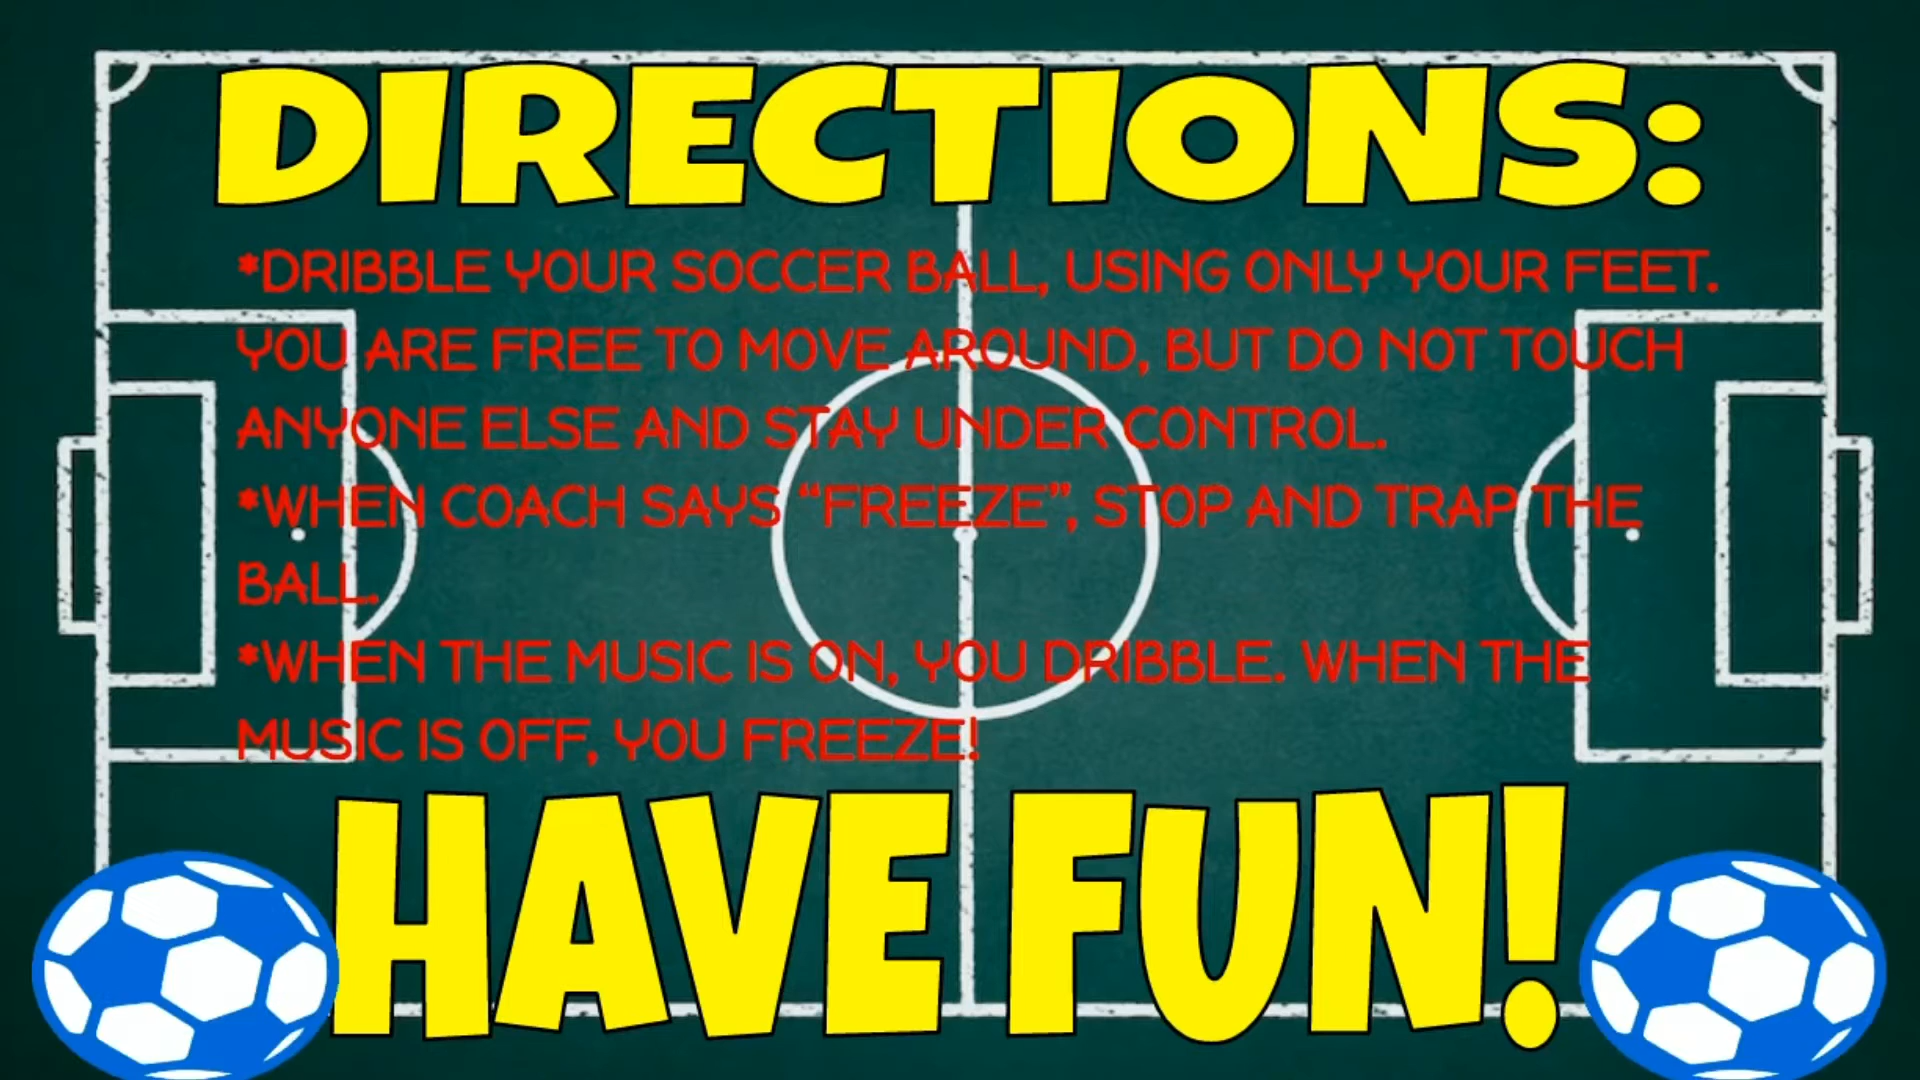 DIRECTIONS:
*DRIBBLE YOUR SOCCER BALL, USING ONLY YOUR FEET.
YOU ARE FREE TO MOVE AROUND, BUT DO NOT TOUCH
ANYONE ELSE AND STAY UNDER CONTROL.
*WHEN COACH SAYS “FREEZE”, STOP AND TRAP THE
BALL.
*WHEN THE MUSIC IS ON, YOU DRIBBLE. WHEN THE
MUSIC IS OFF, YOU FREEZE!
HAVE FUN!